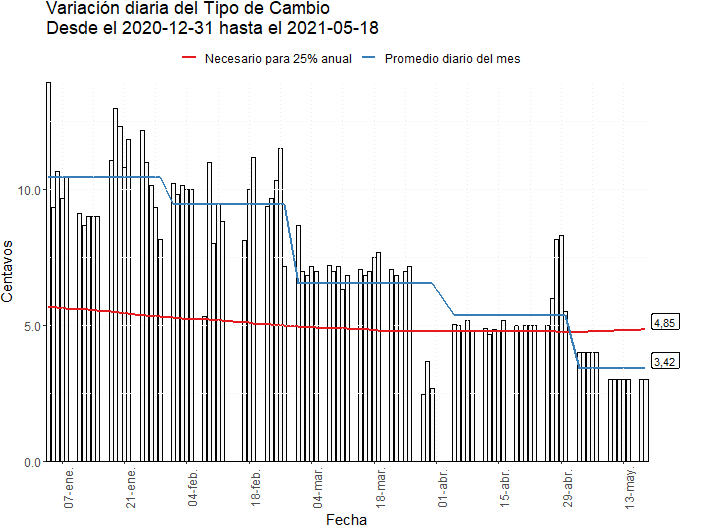 Variación diaria del Tipo de Cambio
Desde el 2020-12-31 hasta el 2021-05-18
Necesario para 25% anual
Promedio diario del mes
Centavos
10.0
5.0
0.0
4,85
3,42
07-ene.
21-ene.
04-feb.
18-feb.
04-mar.
18-mar.
01-abr.
15-abr.
29-abr.
13-may.
Fecha